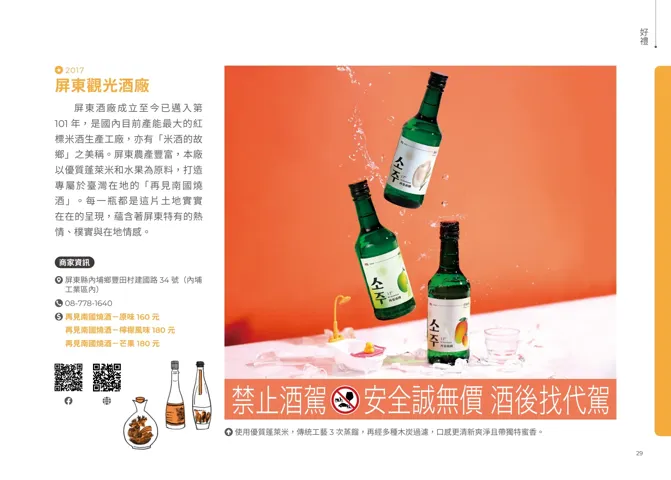 好禮
2017
屏東觀光酒廠
屏東酒廠成立至今已邁入第
101 年，是國內目前產能最大的紅
標米酒生產工廠，亦有「米酒的故
鄉」之美稱。屏東農產豐富，本廠
以優質蓬萊米和水果為原料，打造
專屬於臺灣在地的「再見南國燒
酒」。每一瓶都是這片土地實實
在在的呈現，蘊含著屏東特有的熱
情、樸實與在地情感。
商家資訊
屏東縣內埔鄉豐田村建國路 34 號（內埔
工業區內）
08-778-1640
再見南國燒酒－原味 160 元
再見南國燒酒－檸檬風味 180 元
再見南國燒酒－芒果 180 元
소주
소주
소주
禁止酒駕 安全誠無價 酒後找代駕
使用優質蓬萊米，傳統工藝 3 次蒸餾，再經多種木炭過濾，口感更清新爽淨且帶獨特蜜香。
29